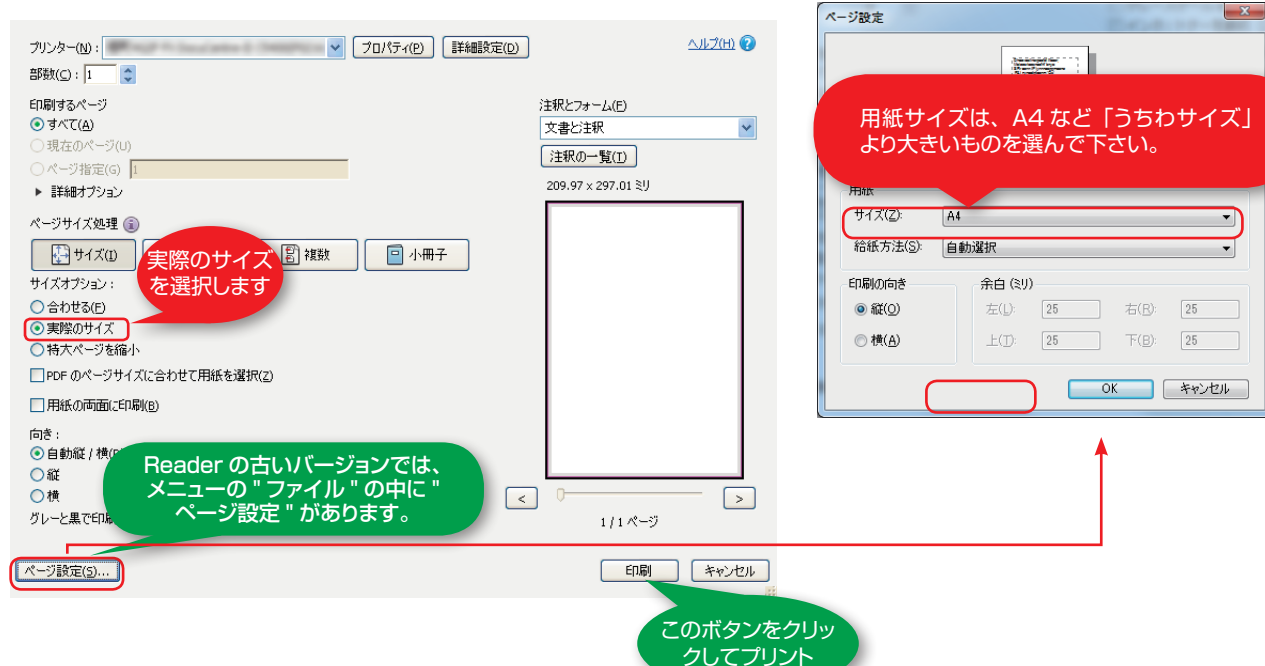 プリンター(N) :
プロパティ(P)
詳細設定(D)
ヘルプ(H)
部数(C) : 1
印刷するページ
すべて(A)
現在のページ(U)
ページ指定(G) 1
詳細オプション
ページサイズ処理
サイズ(I)
複数
小冊子
実際のサイズ
を選択します
サイズオプション :
合わせる(F)
実際のサイズ
特大ページを縮小
PDF のページサイズに合わせて用紙を選択(Z)
用紙の両面に印刷(B)
向き :
自動縦 / 横
縦
横
グレーと黒で印刷
Reader の古いバージョンでは、
メニューの " ファイル " の中に "
ページ設定 " があります。
ページ設定(S)...
注釈とフォーム(F)
文書と注釈
注釈の一覧(T)
209.97 x 297.01 ミリ
<
>
1 / 1 ページ
印刷
キャンセル
このボタンをクリッ
クしてプリント
ページ設定
用紙サイズは、A4 など「うちわサイズ」
より大きいものを選んで下さい。
用紙
サイズ(Z): A4
給紙方法(S): 自動選択
印刷の向き
縦(O)
横(A)
余白 (ミリ)
左(L): 25 右(R): 25
上(T): 25 下(B): 25
OK
キャンセル